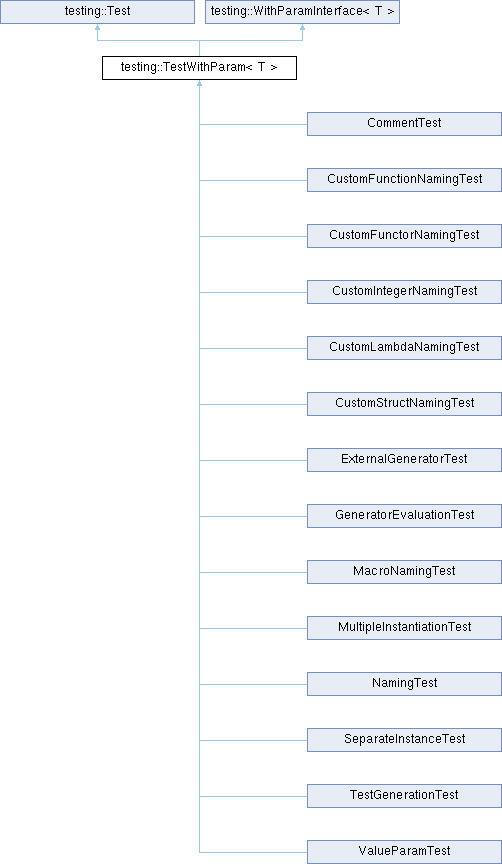 testing::Test
testing::WithParamInterface< T >
testing::TestWithParam< T >
CommentTest
CustomFunctionNamingTest
CustomFunctorNamingTest
CustomIntegerNamingTest
CustomLambdaNamingTest
CustomStructNamingTest
ExternalGeneratorTest
GeneratorEvaluationTest
MacroNamingTest
MultipleInstantiationTest
NamingTest
SeparateInstanceTest
TestGenerationTest
ValueParamTest